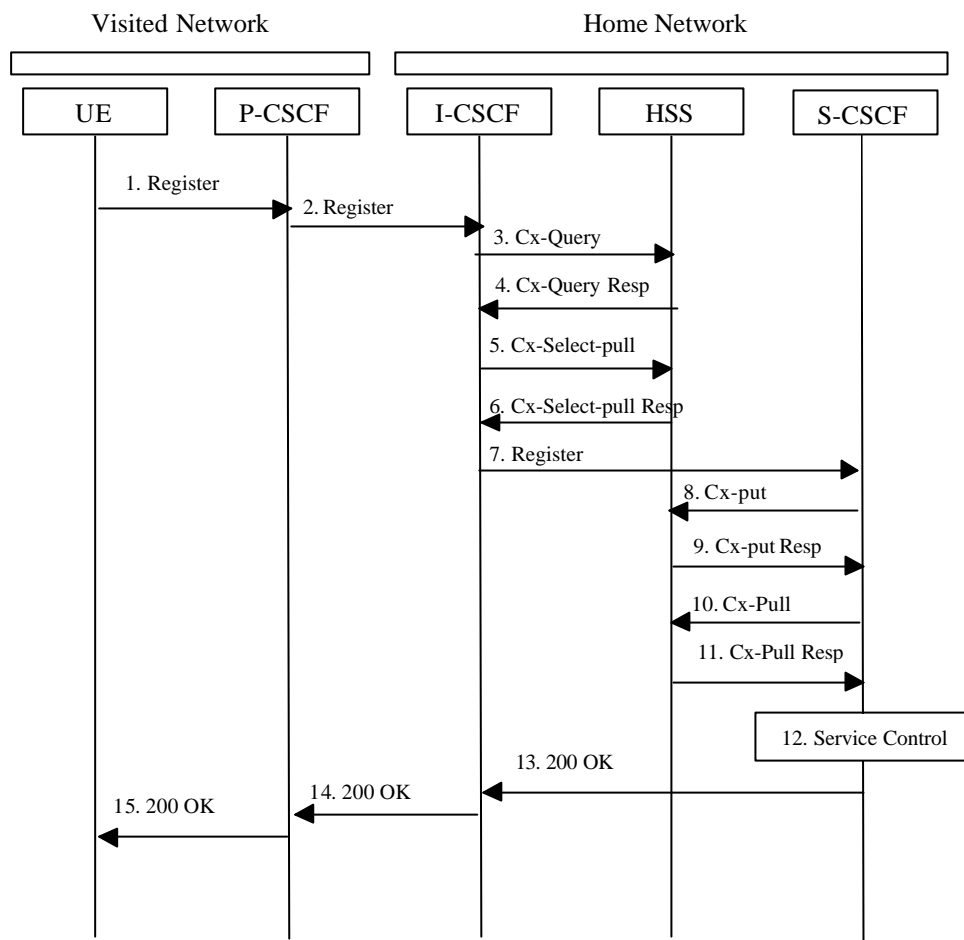 Visited Network
Home Network
UE
P-CSCF
I-CSCF
HSS
S-CSCF
1. Register
2. Register
3. Cx-Query
4. Cx-Query Resp
5. Cx-Select-pull
6. Cx-Select-pull Resp
7. Register
8. Cx-put
9. Cx-put Resp
10. Cx-Pull
11. Cx-Pull Resp
12. Service Control
13. 200 OK
14. 200 OK
15. 200 OK